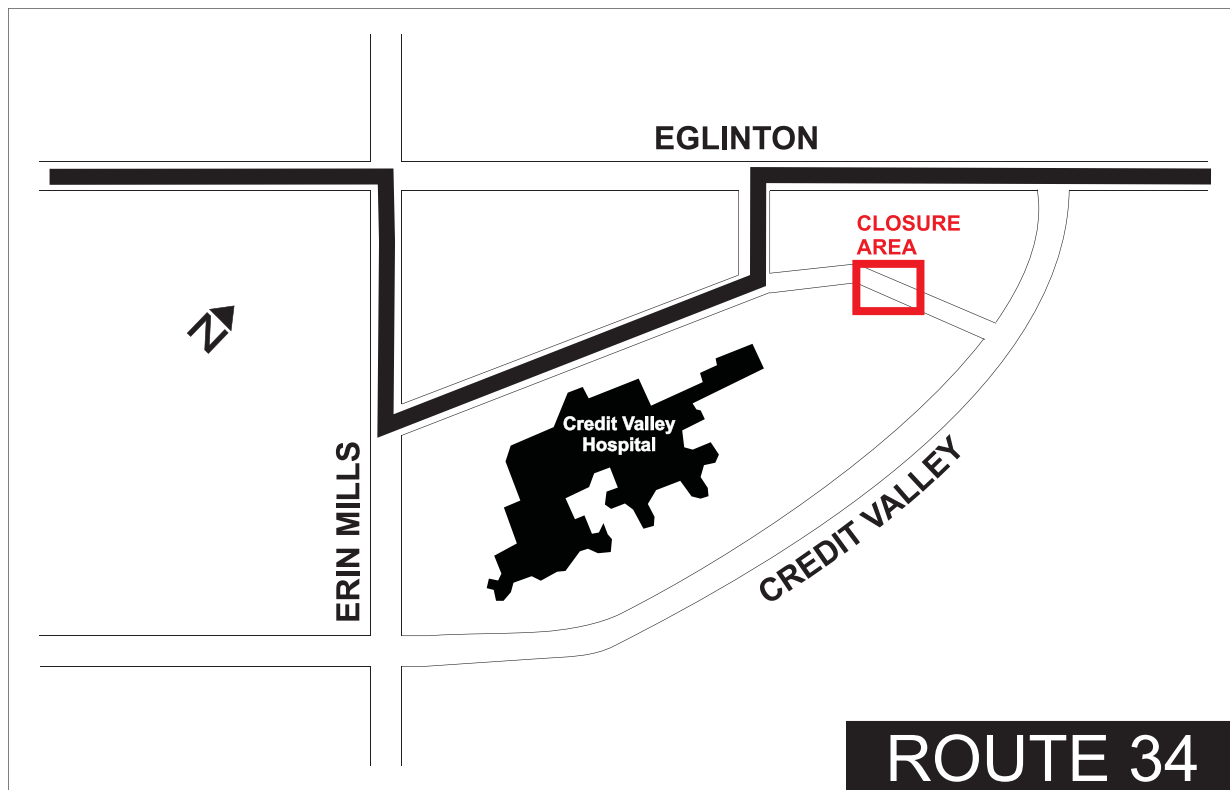 EGLINTON
CLOSURE
AREA
N
Credit Valley
Hospital
ERIN MILLS
CREDIT VALLEY
ROUTE 34